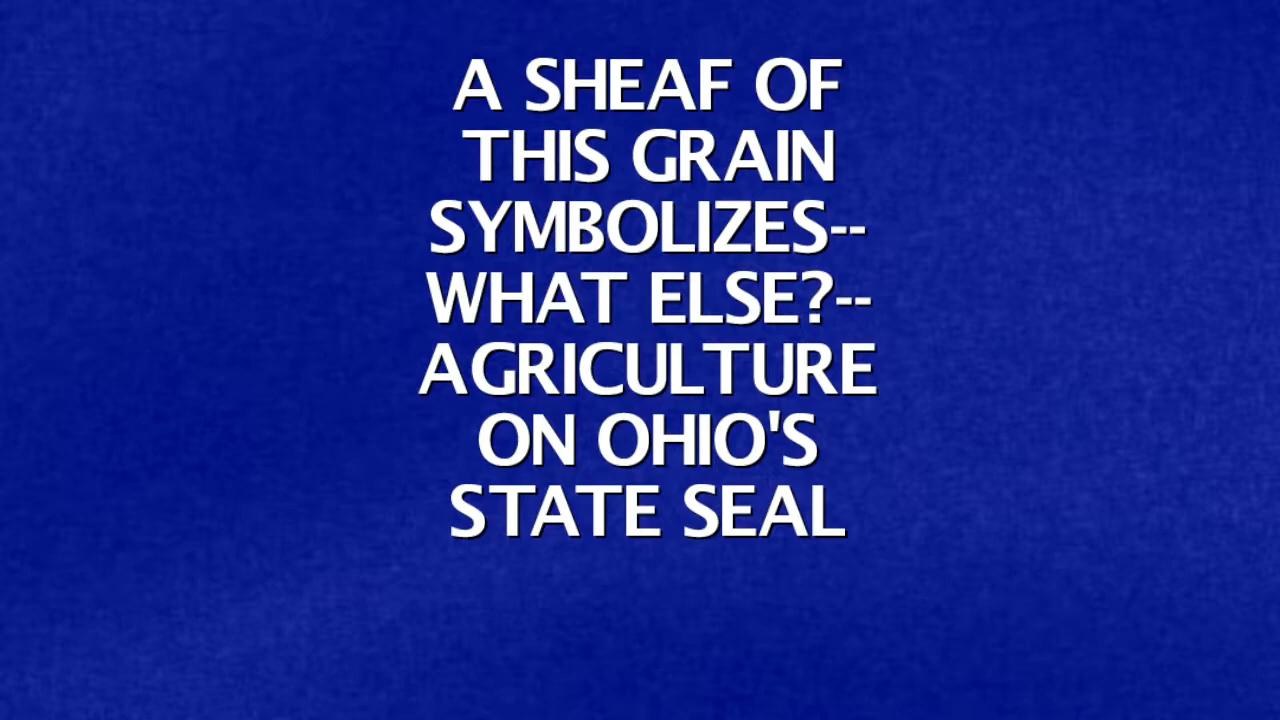 A SHEAF OF
THIS GRAIN
SYMBOLIZES--
WHAT ELSE?--
AGRICULTURE
ON OHIO'S
STATE SEAL